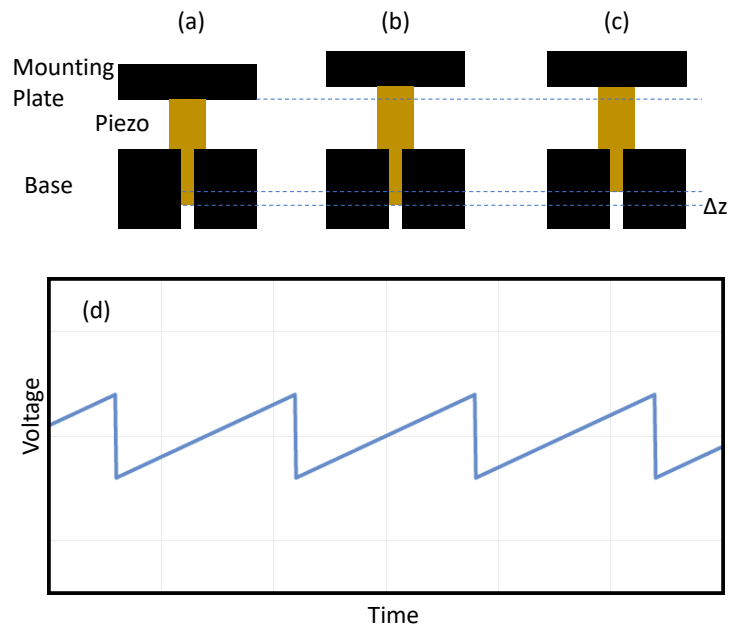 (a)
(b)
(c)
Mounting
Plate
Piezo
Base
Δz
(d)
Voltage
Time